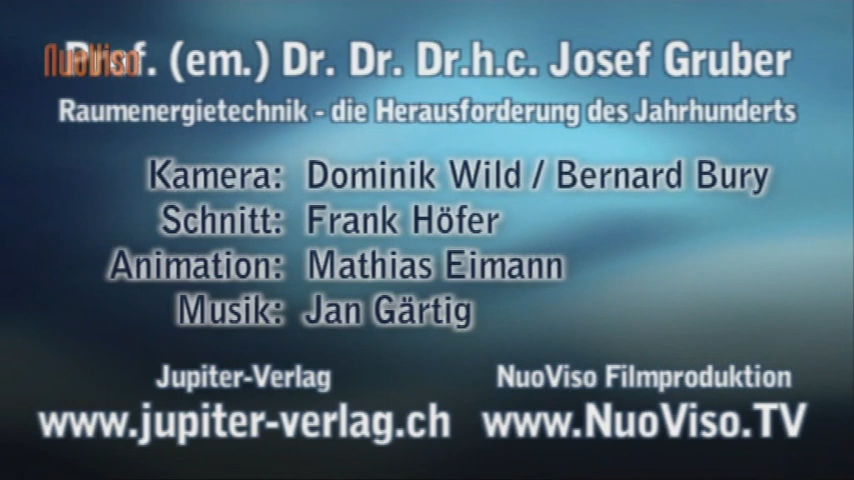 NuoViso
Prof. (em.) Dr. Dr. Dr.h.c. Josef Gruber
Raumenergietechnik - die Herausforderung des Jahrhunderts
Kamera: Dominik Wild / Bernard Bury
Schnitt: Frank Höfer
Animation: Mathias Eimann
Musik: Jan Gärtig
Jupiter-Verlag
www.jupiter-verlag.ch
NuoViso Filmproduktion
www.NuoViso.TV